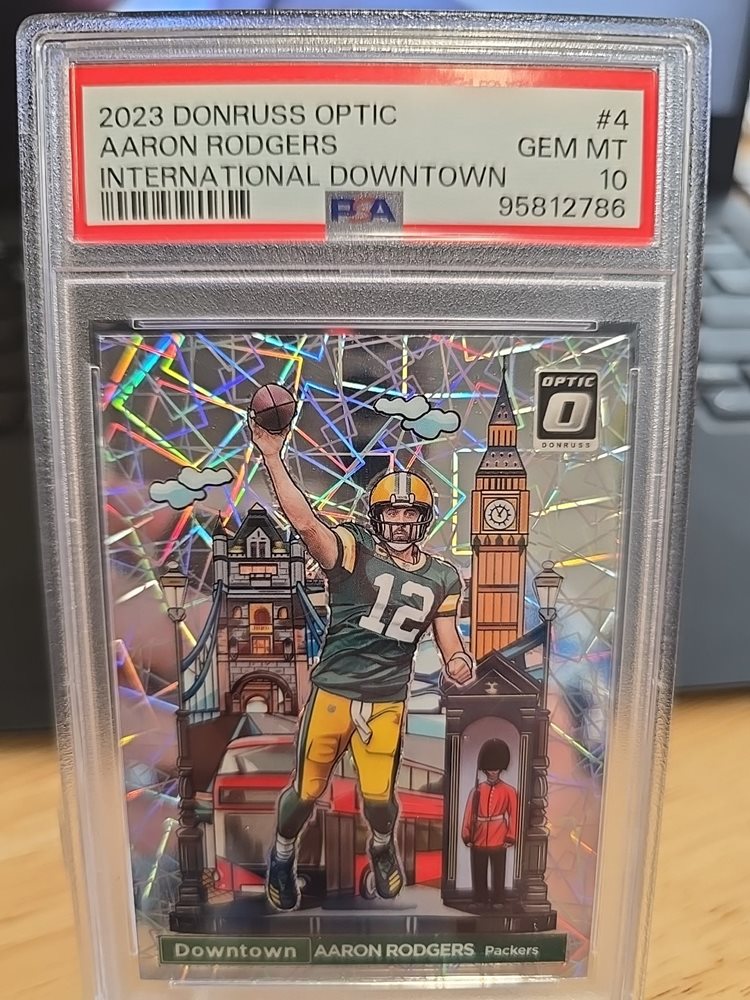 2023 DONRUSS OPTIC #4
AARON RODGERS GEM MT
INTERNATIONAL DOWNTOWN 10
PSA 95812786
OPTIC
O
DONRUSS
12
Downtown AARON RODGERS Packers